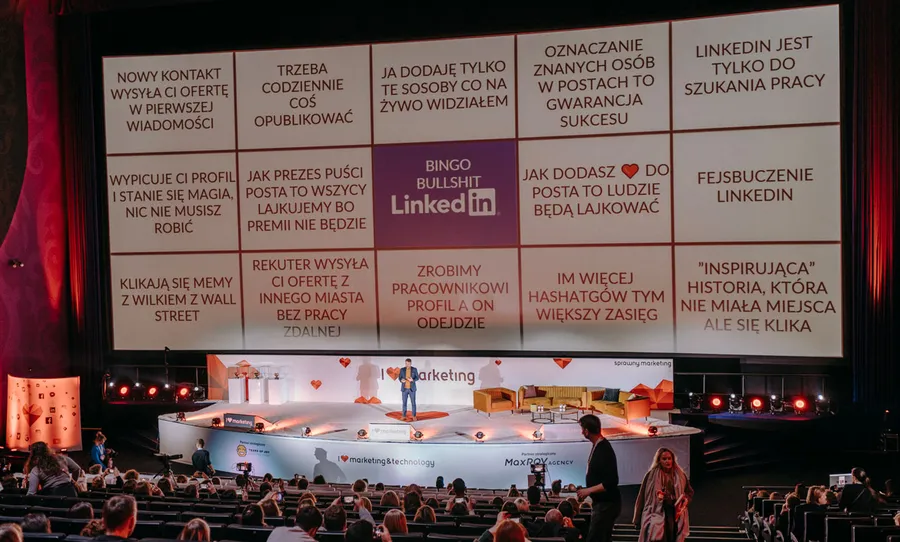 NOWY KONTAKT
WYSYŁA CI OFERTĘ
W PIERWSZEJ
WIADOMOŚCI
TRZEBA
CODZIENNIE
COŚ
OPUBLIKOWAĆ
JA DODAJĘ TYLKO
TE SOSOBY CO NA
ŻYWO WIDZIAŁEM
OZNACZANIE
ZNANYCH OSÓB
W POSTACH TO
GWARANCJA
SUKCESU
LINKEDIN JEST
TYLKO DO
SZUKANIA PRACY
WYPICUJE CI PROFIL
I STANIE SIĘ MAGIA,
NIC NIE MUSISZ
ROBIĆ
JAK PREZES PUŚCI
POSTA TO WSZYCY
LAJKUJEMY BO
PREMII NIE BĘDZIE
BINGO
BULLSHIT
Linkedin
JAK DODASZ ❤ DO
POSTA TO LUDZIE
BĘDĄ LAJKOWAĆ
FEJSBUCZENIE
LINKEDIN
KLIKAJĄ SIĘ MEMY
Z WILKIEM Z WALL
STREET
REKUTER WYSYŁA
CI OFERTĘ Z
INNEGO MIASTA
BEZ PRACY
ZDALNEJ
ZROBIMY
PRACOWNIKOWI
PROFIL A ON
ODEJDZIE
IM WIĘCEJ
HASHATGÓW TYM
WIĘKSZY ZASIĘG
"INSPIRUJĄCA"
HISTORIA, KTÓRA
NIE MIAŁA MIEJSCA
ALE SIĘ KLIKA
sprawny.marketing
I ❤ marketing
I ❤ marketing&technology
MaxROY AGENCY